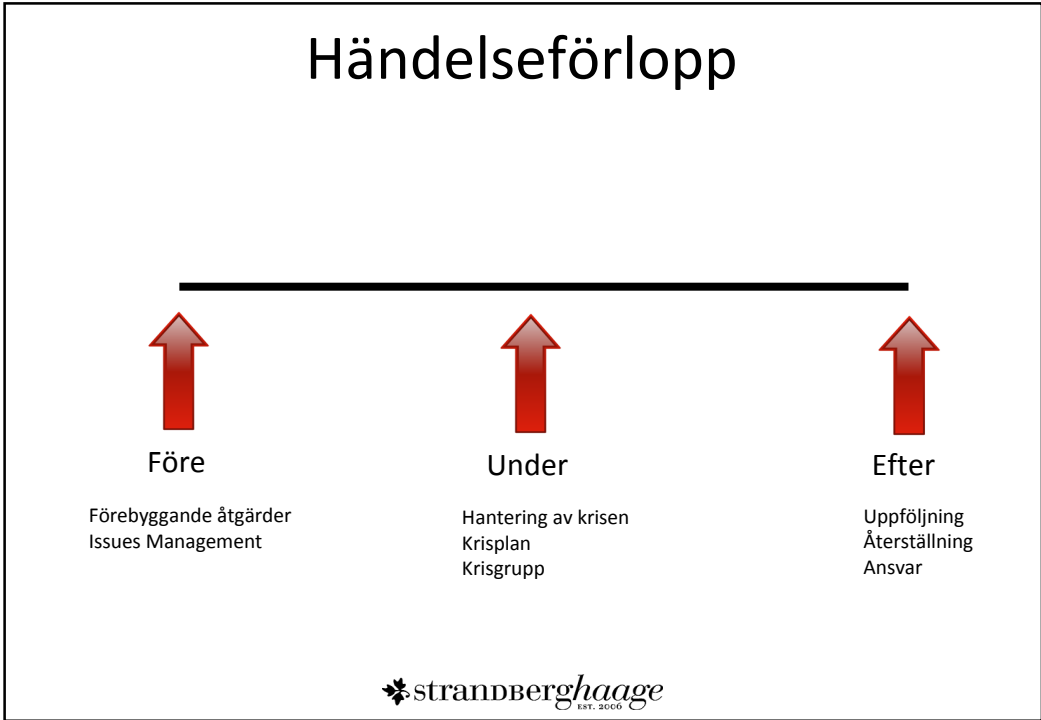 Händelseförlopp
Före
Förebyggande åtgärder
Issues Management
Under
Hantering av krisen
Krisplan
Krisgrupp
Efter
Uppföljning
Återställning
Ansvar
strandberghaage
EST. 2006